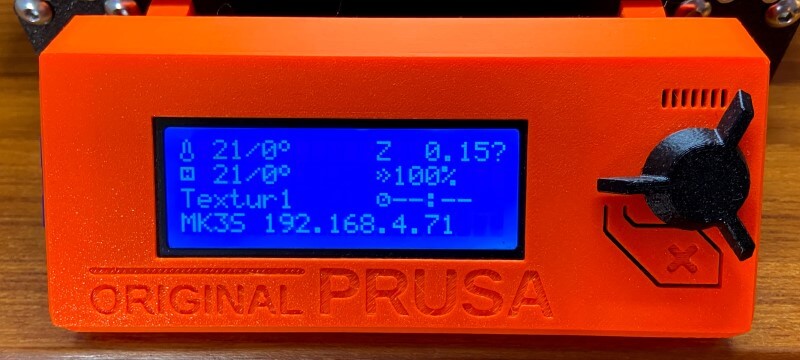 21/0° Z 0.15?
21/0° 100%
Textur1 --:--
MK3S 192.168.4.71
ORIGINAL PRUSA